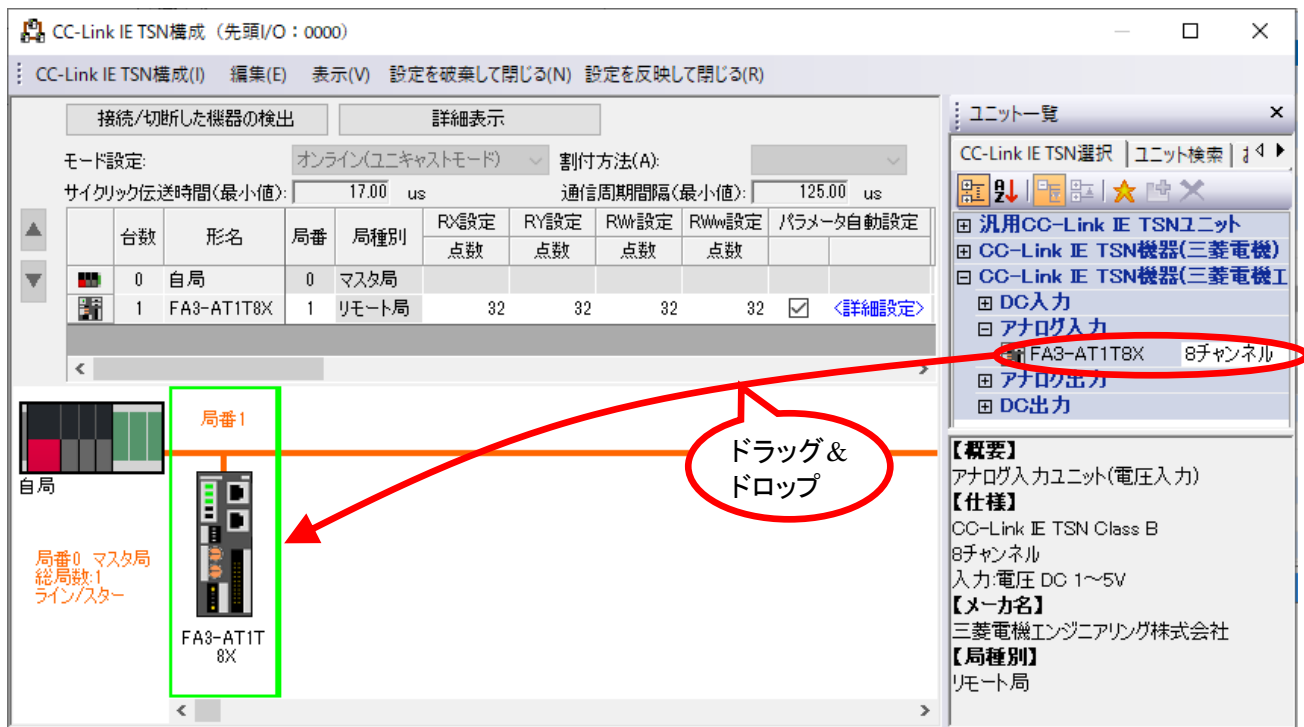 CC-Link IE TSN構成（先頭I/O：0000）
CC-Link IE TSN構成(I) 編集(E) 表示(V) 設定を破棄して閉じる(N) 設定を反映して閉じる(R)
接続/切断した機器の検出 詳細表示
モード設定: オンライン(ユニキャストモード) 割付方法(A):
サイクリック伝送時間(最小値): 17.00 us 通信周期間隔(最小値): 125.00 us
台数 形名 局番 局種別 RX設定 RY設定 RWr設定 RWw設定 パラメータ自動設定
点数 点数 点数 点数
0 自局 0 マスタ局
1 FA3-AT1T8X 1 リモート局 32 32 32 32 <詳細設定>
局番1
自局
局番0 マスタ局
総局数:1
ライン/スター
FA3-AT1T
8X
ドラッグ&
ドロップ
ユニット一覧
CC-Link IE TSN選択 ユニット検索
汎用CC-Link IE TSNユニット
CC-Link IE TSN機器(三菱電機)
CC-Link IE TSN機器(三菱電機エ
DC入力
アナログ入力
FA3-AT1T8X 8チャンネル
アナログ出力
DC出力
【概要】
アナログ入力ユニット(電圧入力)
【仕様】
CC-Link IE TSN Class B
8チャンネル
入力:電圧 DC 1～5V
【メーカ名】
三菱電機エンジニアリング株式会社
【局種別】
リモート局